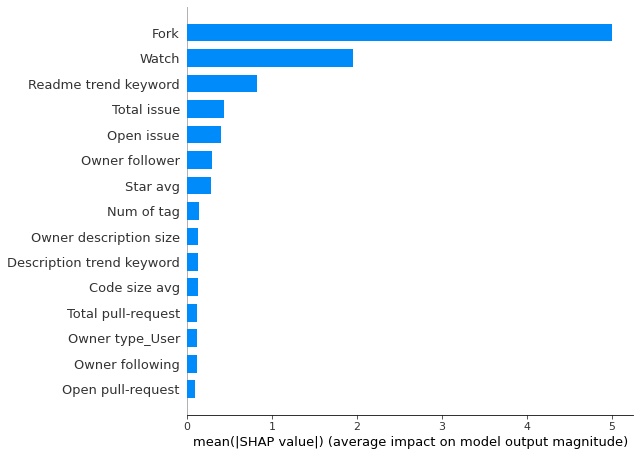 Fork
Watch
Readme trend keyword
Total issue
Open issue
Owner follower
Star avg
Num of tag
Owner description size
Description trend keyword
Code size avg
Total pull-request
Owner type_User
Owner following
Open pull-request
0 1 2 3 4 5
mean(|SHAP value|) (average impact on model output magnitude)